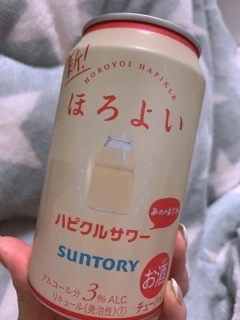 新!
HOROYOI HAPIKLE
ほろよい
ハピクルサワー
SUNTORY
お酒
アルコール分3%ALC.
リキュール(発泡性)①